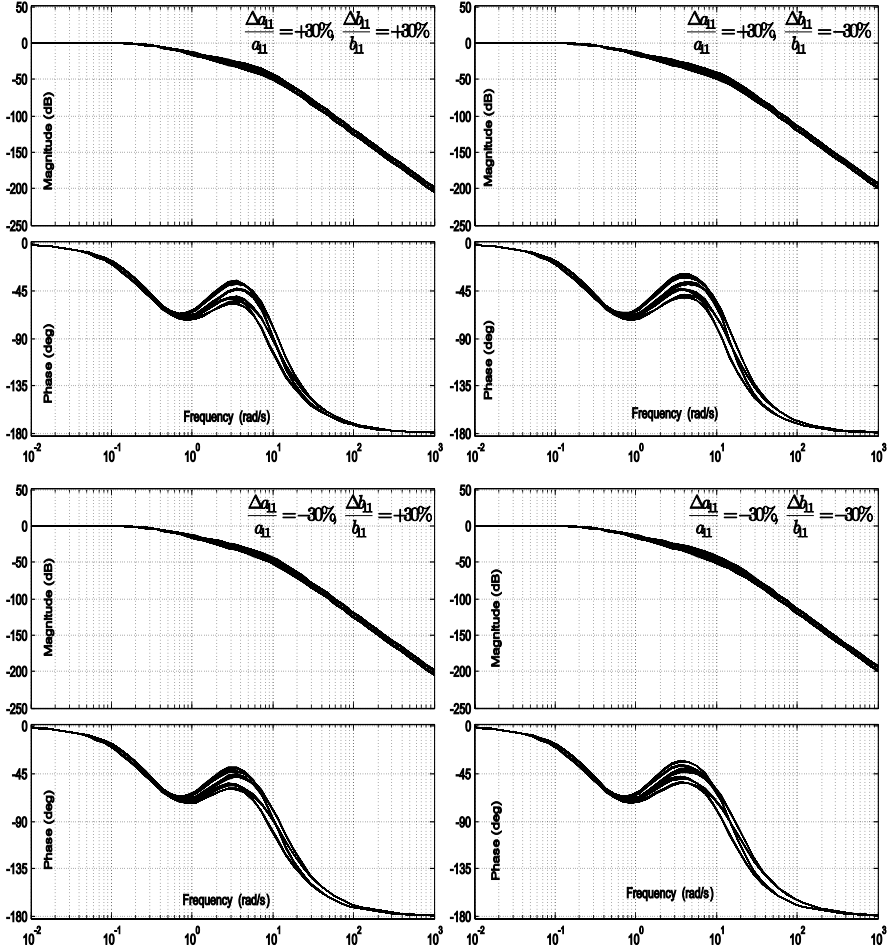 50
0
-50
-100
-150
-200
-250
Magnitude (dB)
Δa11/a11 = +30%, Δb11/b11 = +30%
0
-45
-90
-135
-180
Phase (deg)
Frequency (rad/s)
10^-2 10^-1 10^0 10^1 10^2 10^3
50
0
-50
-100
-150
-200
-250
Magnitude (dB)
Δa11/a11 = +30%, Δb11/b11 = −30%
0
-45
-90
-135
-180
Phase (deg)
Frequency (rad/s)
10^-2 10^-1 10^0 10^1 10^2 10^3
50
0
-50
-100
-150
-200
-250
Magnitude (dB)
Δa11/a11 = −30%, Δb11/b11 = +30%
0
-45
-90
-135
-180
Phase (deg)
Frequency (rad/s)
10^-2 10^-1 10^0 10^1 10^2 10^3
50
0
-50
-100
-150
-200
-250
Magnitude (dB)
Δa11/a11 = −30%, Δb11/b11 = −30%
0
-45
-90
-135
-180
Phase (deg)
Frequency (rad/s)
10^-2 10^-1 10^0 10^1 10^2 10^3